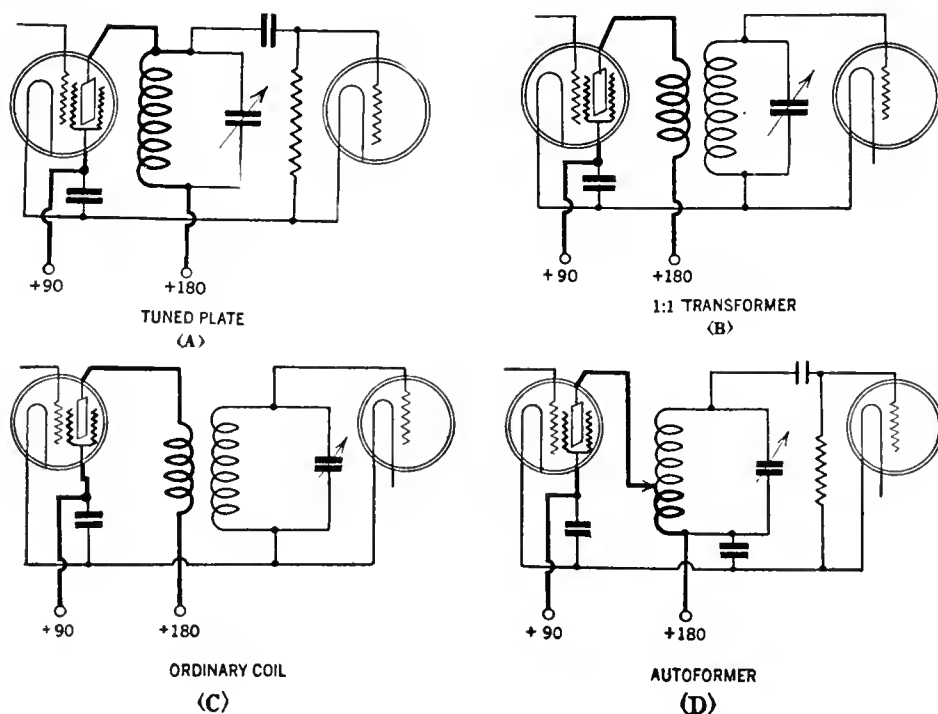 +90
+180
TUNED PLATE
(A)
+90
+180
1:1 TRANSFORMER
(B)
+90
+180
ORDINARY COIL
(C)
+90
+180
AUTOFORMER
(D)